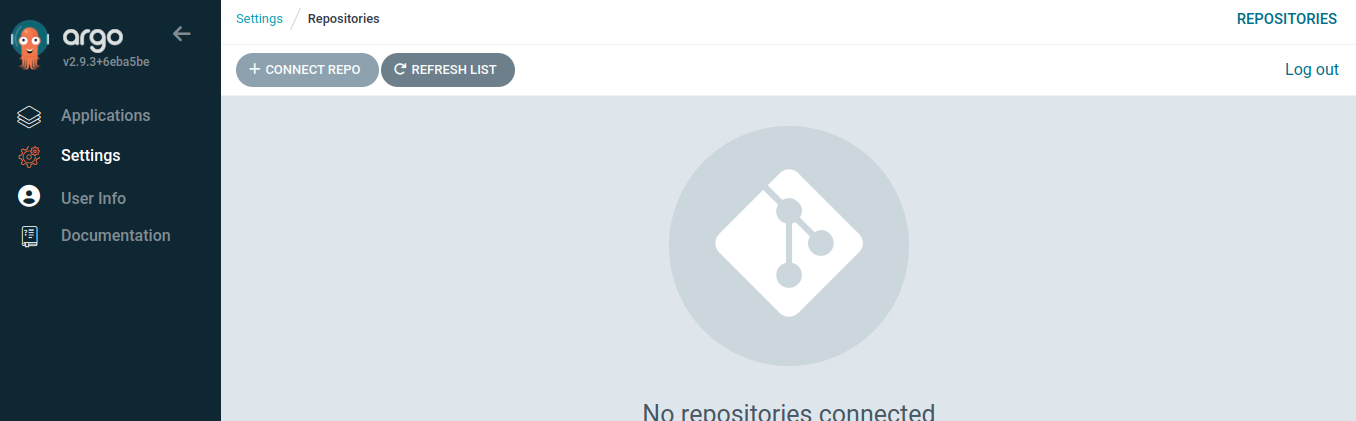 argo
v2.9.3+6eba5be
Applications
Settings
User Info
Documentation
Settings / Repositories
REPOSITORIES
+ CONNECT REPO
REFRESH LIST
Log out
No repositories connected